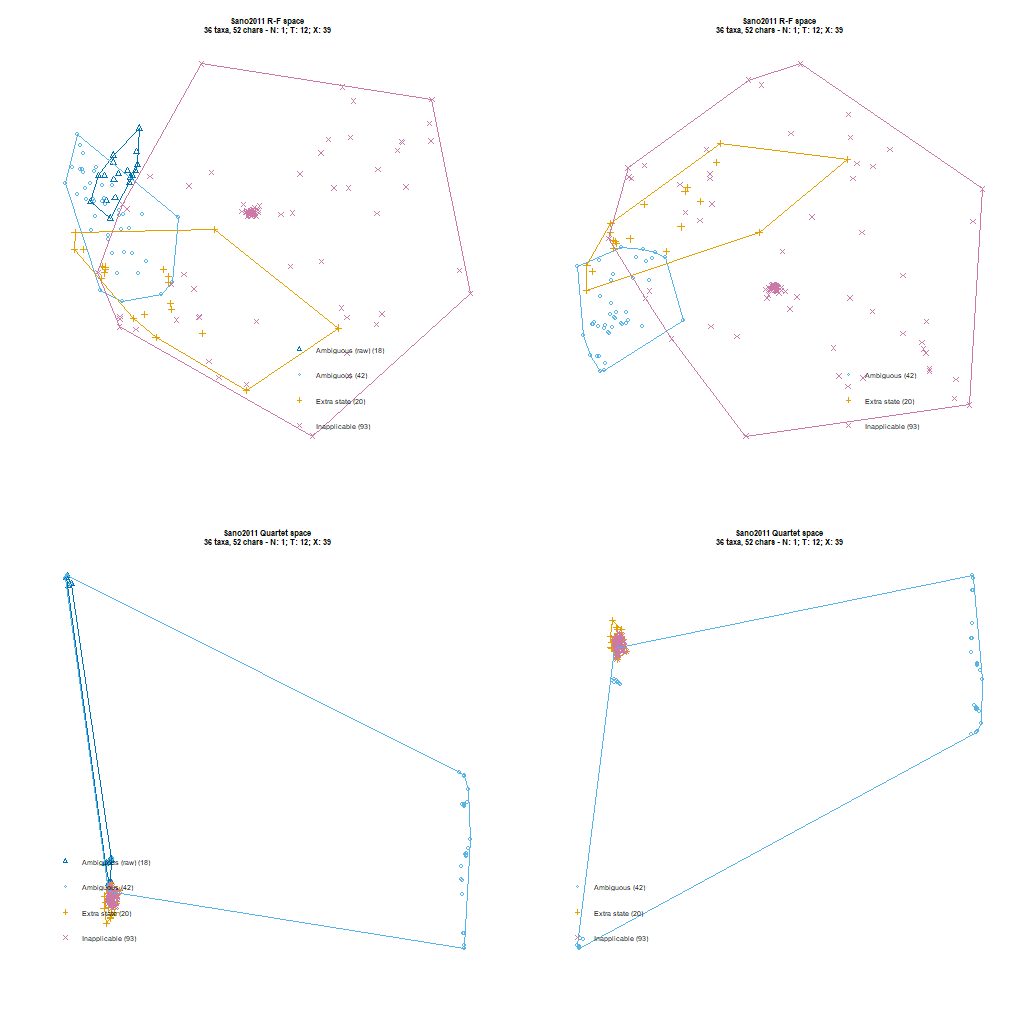 Sano2011 R-F space
36 taxa, 52 chars - N: 1; T: 12; X: 39
Ambiguous (raw) (18)
Ambiguous (42)
Extra state (20)
Inapplicable (93)
Sano2011 R-F space
36 taxa, 52 chars - N: 1; T: 12; X: 39
Ambiguous (42)
Extra state (20)
Inapplicable (93)
Sano2011 Quartet space
36 taxa, 52 chars - N: 1; T: 12; X: 39
Ambiguous (raw) (18)
Ambiguous (42)
Extra state (20)
Inapplicable (93)
Sano2011 Quartet space
36 taxa, 52 chars - N: 1; T: 12; X: 39
Ambiguous (42)
Extra state (20)
Inapplicable (93)